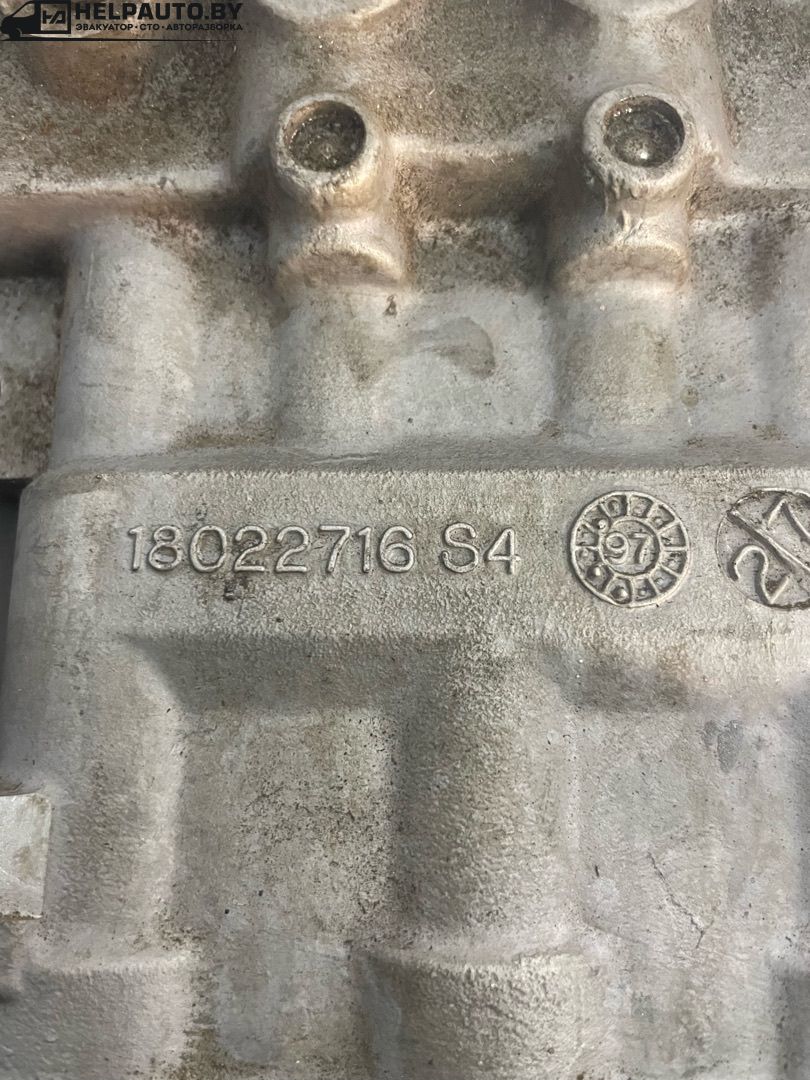 HELPAUTO.BY
ЭВАКУАТОР · СТО · АВТОРАЗБОРКА
18022716 S4
97